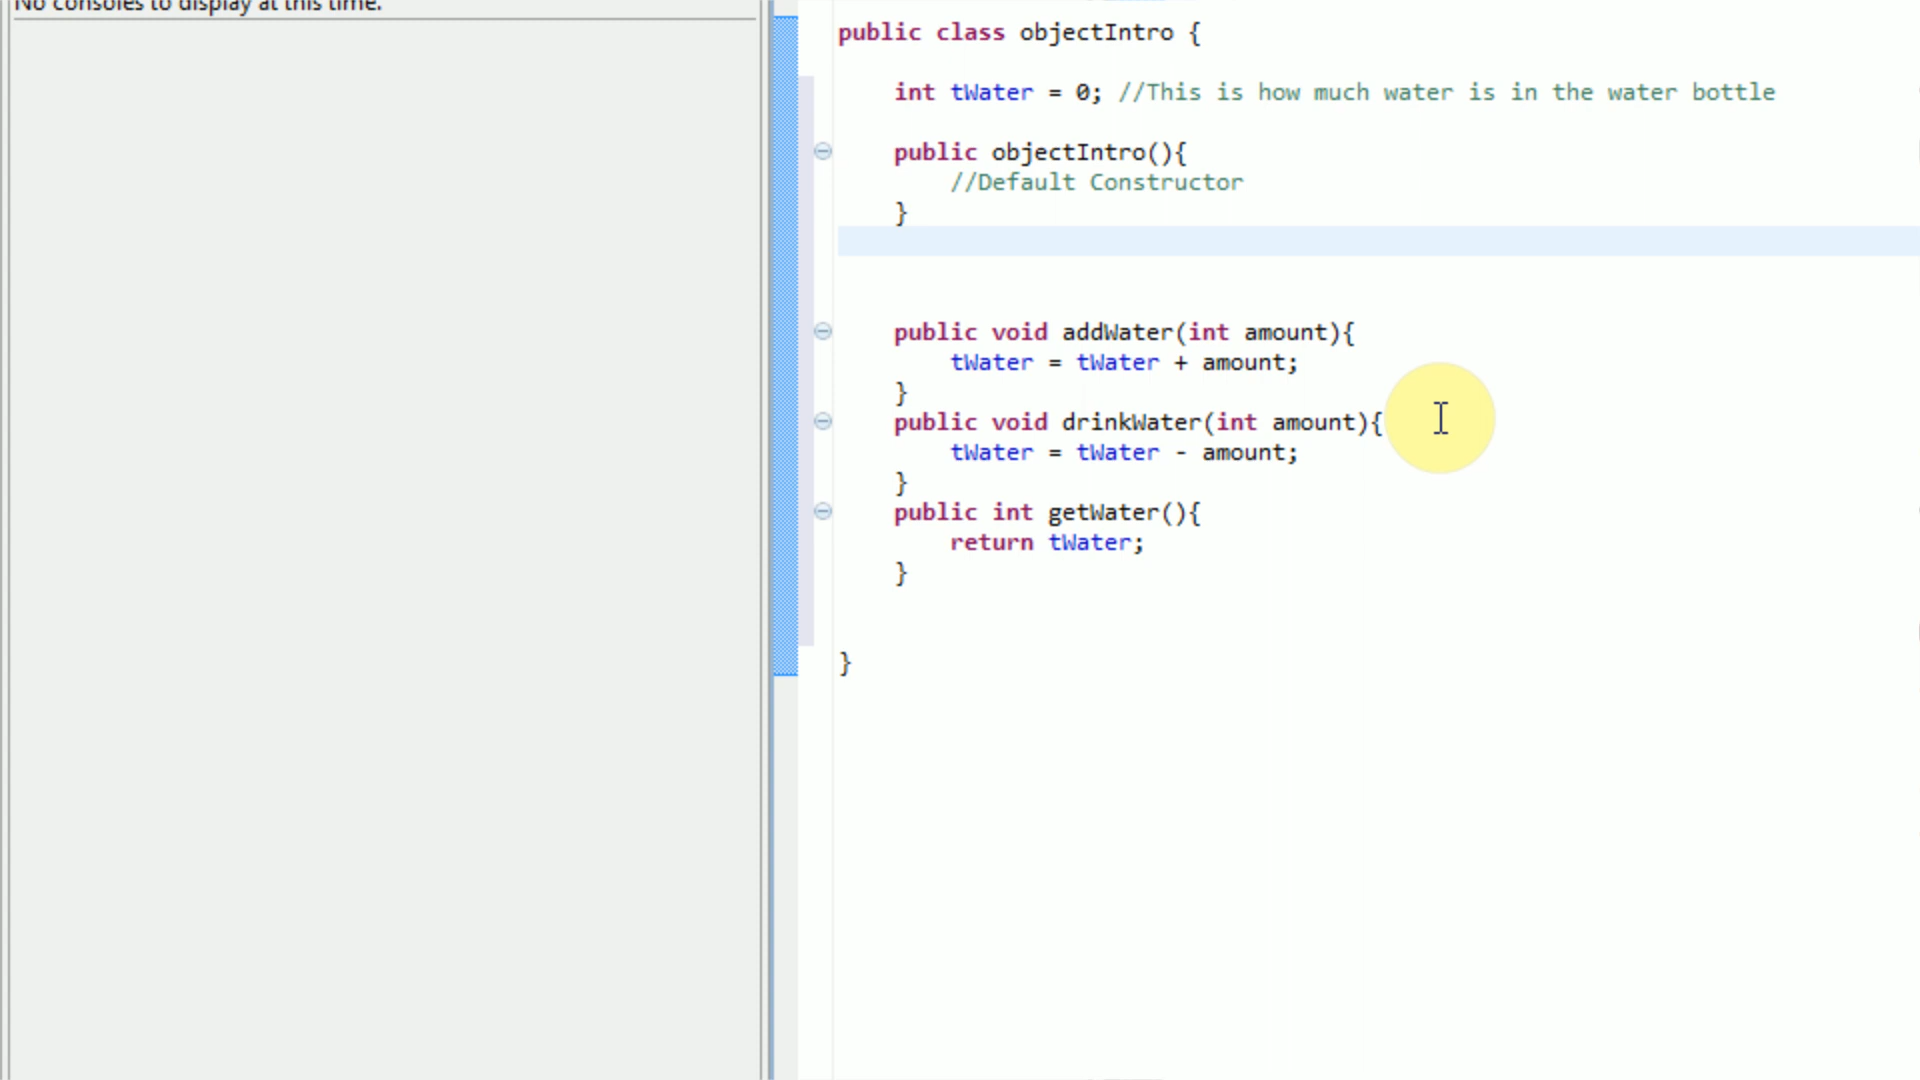 No consoles to display at this time.
public class objectIntro {
int tWater = 0; //This is how much water is in the water bottle
public objectIntro(){
//Default Constructor
}
public void addWater(int amount){
tWater = tWater + amount;
}
public void drinkWater(int amount){
tWater = tWater - amount;
}
public int getWater(){
return tWater;
}
}